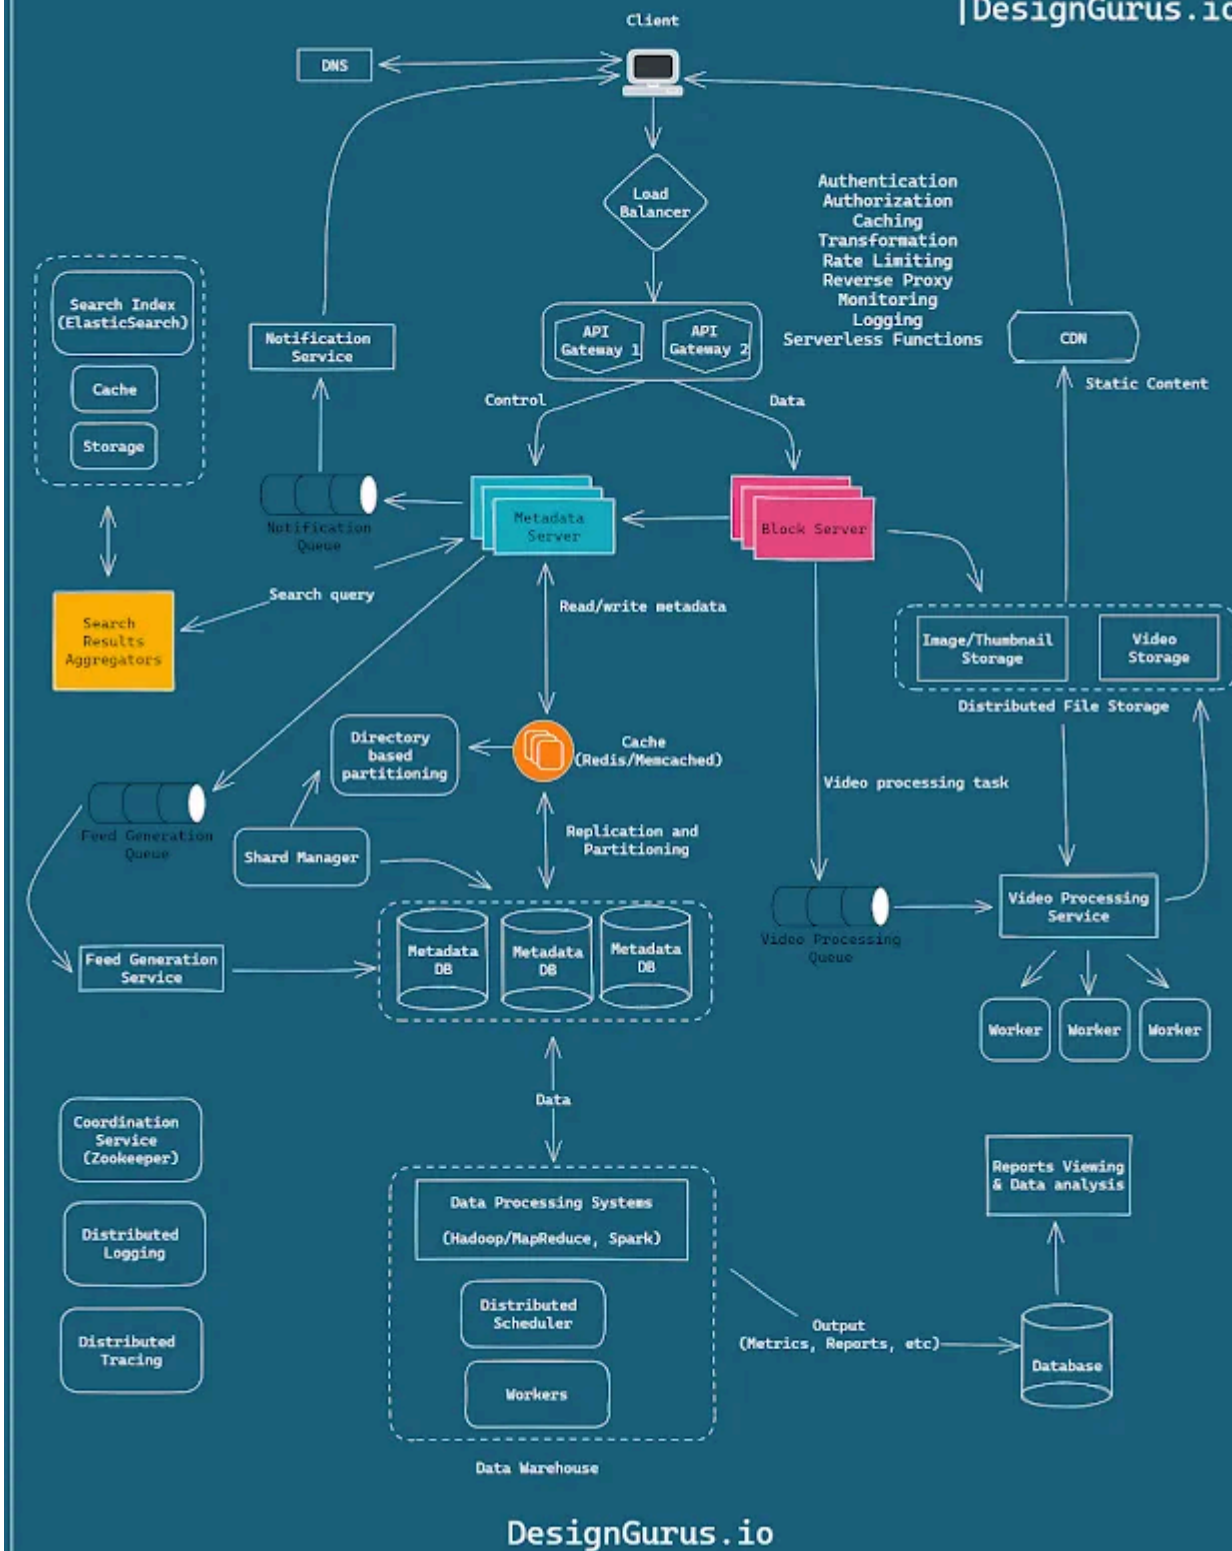 |DesignGurus.io
Client
DNS
Load
Balancer
Authentication
Authorization
Caching
Transformation
Rate Limiting
Reverse Proxy
Monitoring
Logging
Serverless Functions
Search Index
(ElasticSearch)
Cache
Storage
Notification
Service
API
Gateway 1
API
Gateway 2
CDN
Static Content
Control
Data
Notification
Queue
Metadata
Server
Block Server
Search query
Read/write metadata
Search
Results
Aggregators
Image/Thumbnail
Storage
Video
Storage
Distributed File Storage
Directory
based
partitioning
Cache
(Redis/Memcached)
Video processing task
Feed Generation
Queue
Shard Manager
Replication and
Partitioning
Video Processing
Queue
Video Processing
Service
Feed Generation
Service
Metadata
DB
Metadata
DB
Metadata
DB
Worker
Worker
Worker
Data
Coordination
Service
(Zookeeper)
Distributed
Logging
Distributed
Tracing
Data Processing Systems
(Hadoop/MapReduce, Spark)
Distributed
Scheduler
Workers
Data Warehouse
Reports Viewing
& Data analysis
Output
(Metrics, Reports, etc)
Database
DesignGurus.io